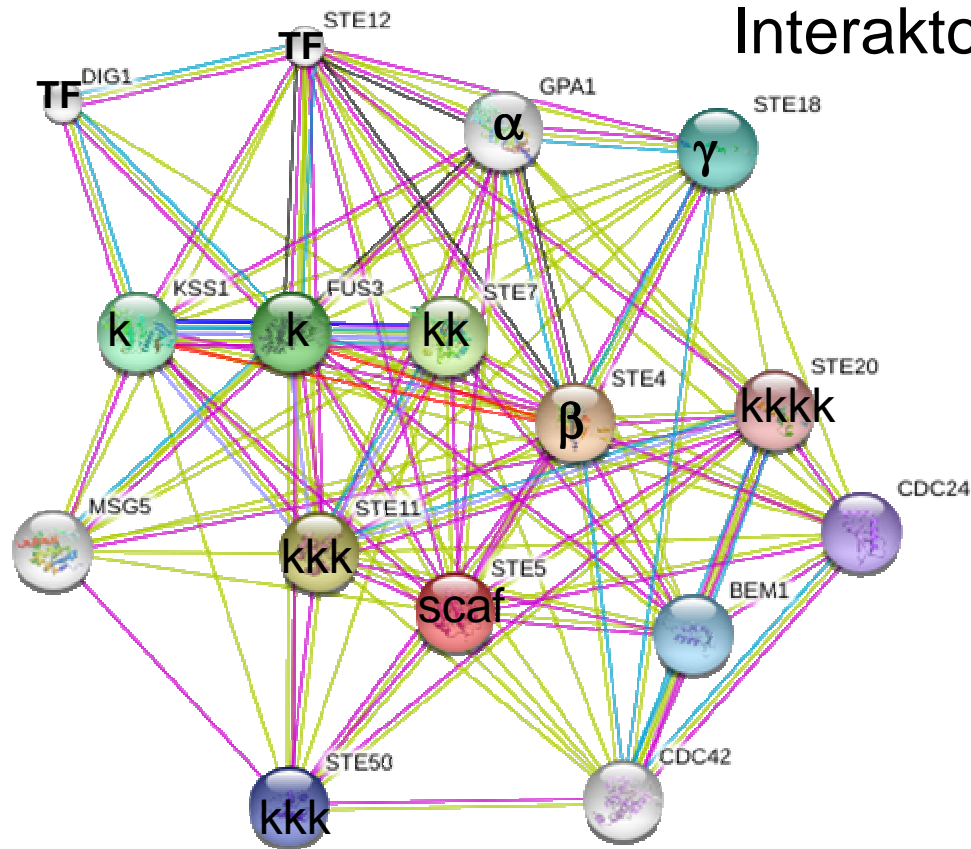 Interakto
STE12
TF
DIG1
TF
GPA1
α
STE18
γ
KSS1
k
FUS3
k
STE7
kk
STE4
β
STE20
kkkk
MSG5
STE11
kkk
STE5
scaf
CDC24
BEM1
STE50
kkk
CDC42